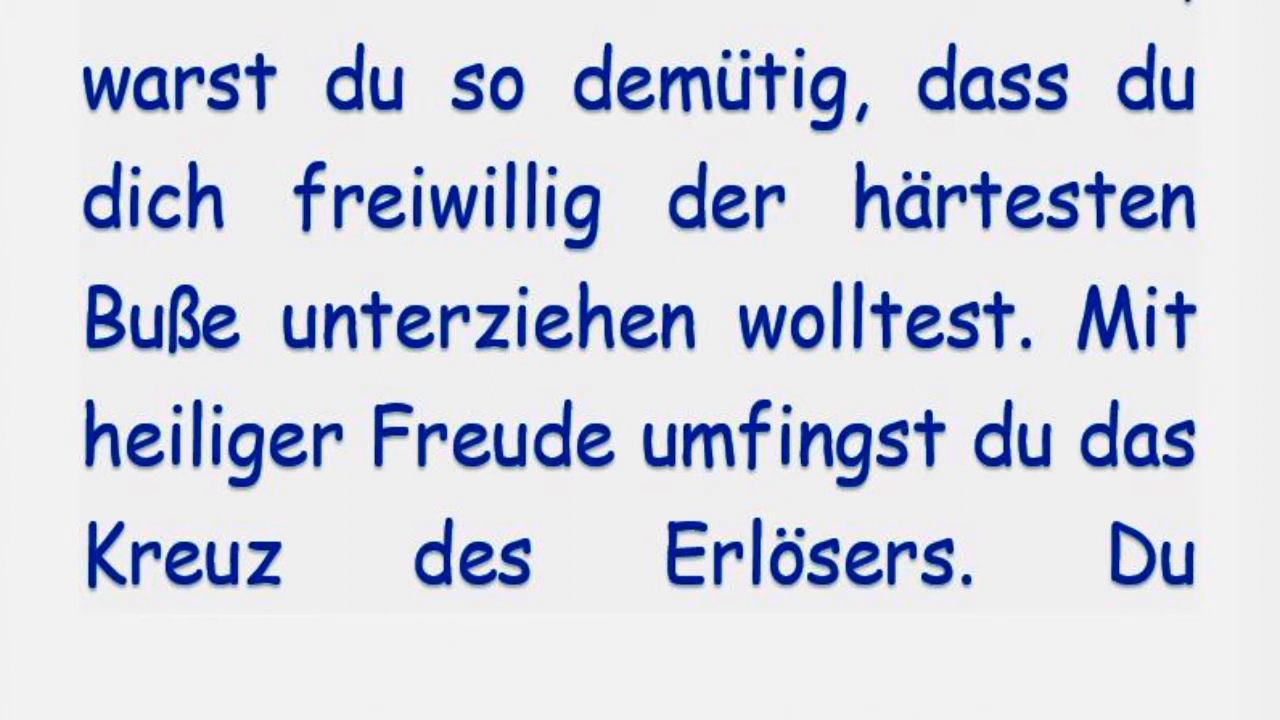 warst du so demütig, dass du
dich freiwillig der härtesten
Buße unterziehen wolltest. Mit
heiliger Freude umfingst du das
Kreuz des Erlösers. Du